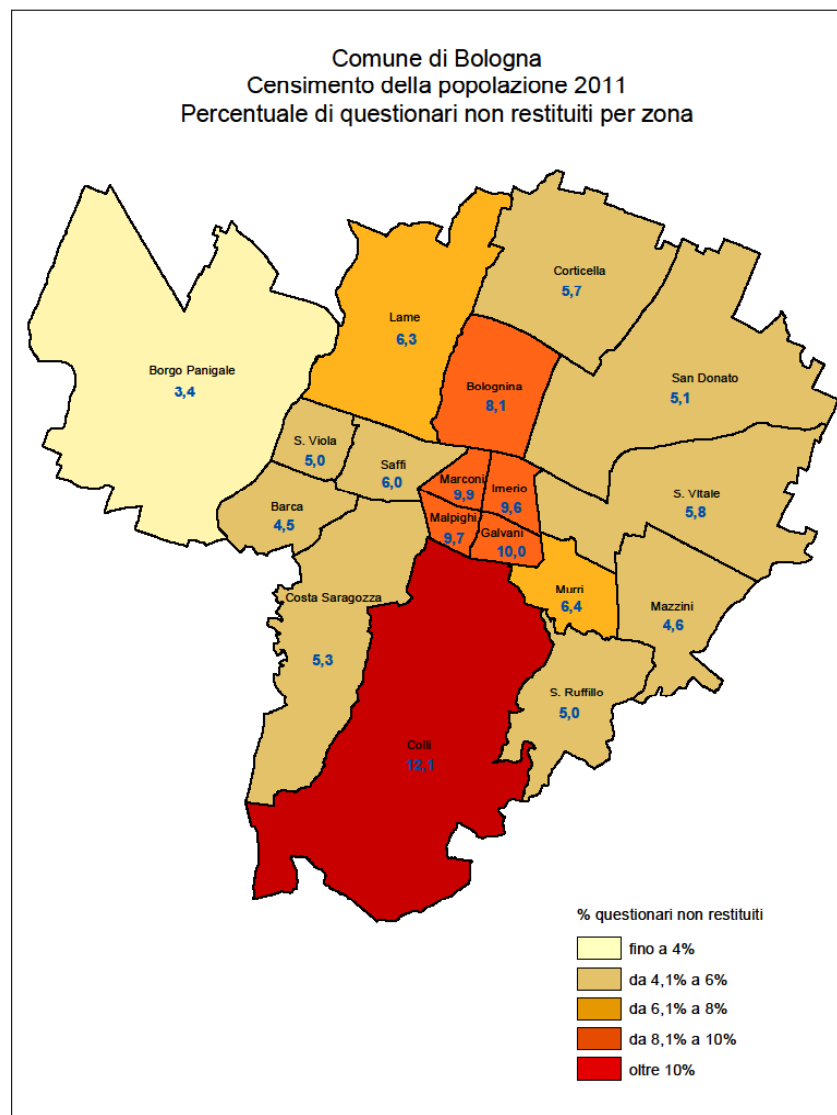 Comune di Bologna
Censimento della popolazione 2011
Percentuale di questionari non restituiti per zona
Corticella
5,7
Lame
6,3
Borgo Panigale
3,4
Bolognina
8,1
San Donato
5,1
S. Viola
5,0
Saffi
6,0
Marconi
9,9
Imerio
9,6
S. VItale
5,8
Barca
4,5
Malpighi
9,7
Galvani
10,0
Costa Saragozza
5,3
Murri
6,4
Mazzini
4,6
S. Ruffillo
5,0
Colli
12,1
% questionari non restituiti
fino a 4%
da 4,1% a 6%
da 6,1% a 8%
da 8,1% a 10%
oltre 10%